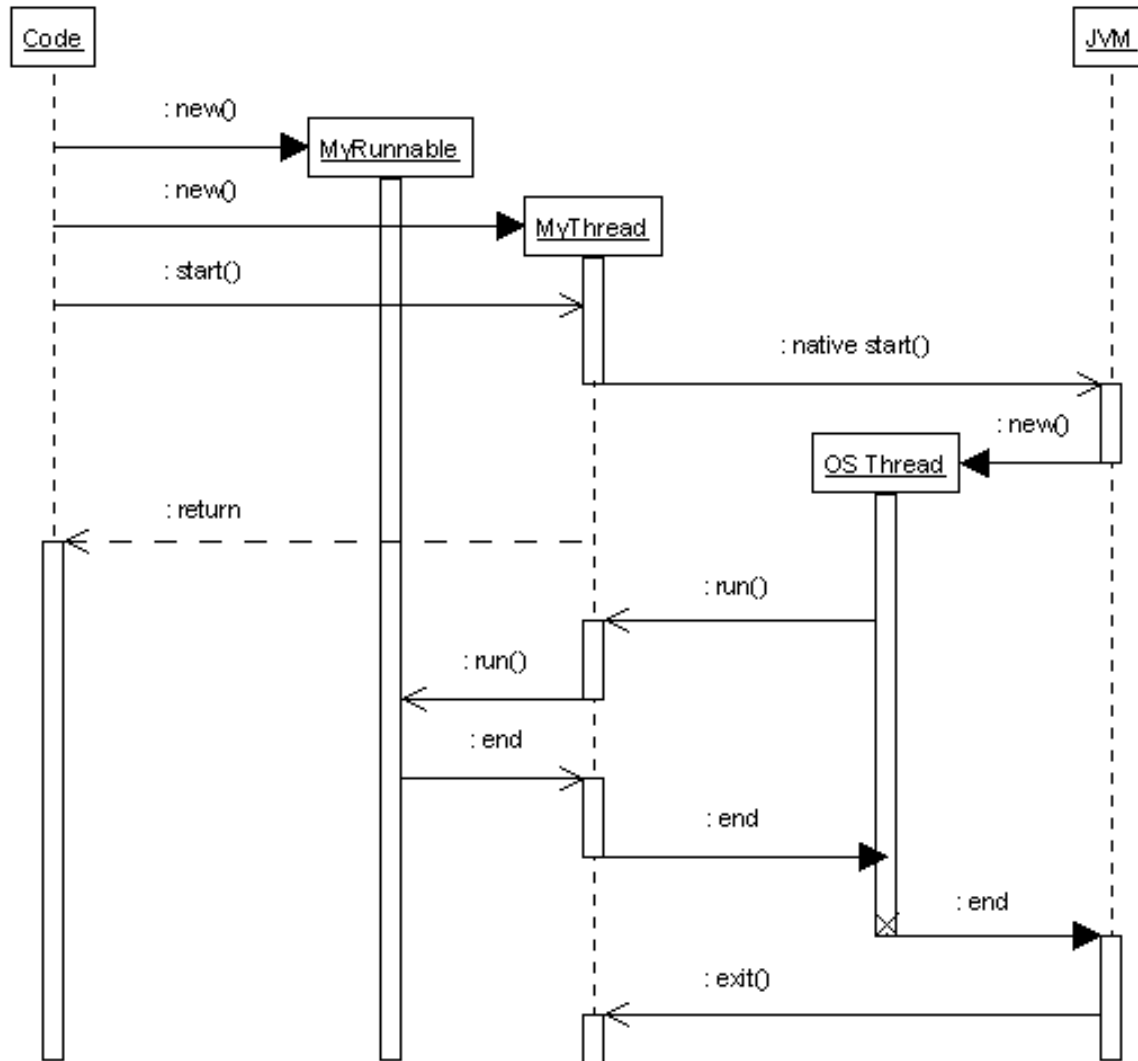 Code
JVM
: new()
MyRunnable
: new()
MyThread
: start()
: native start()
: new()
OS Thread
: return
: run()
: run()
: end
: end
: end
: exit()